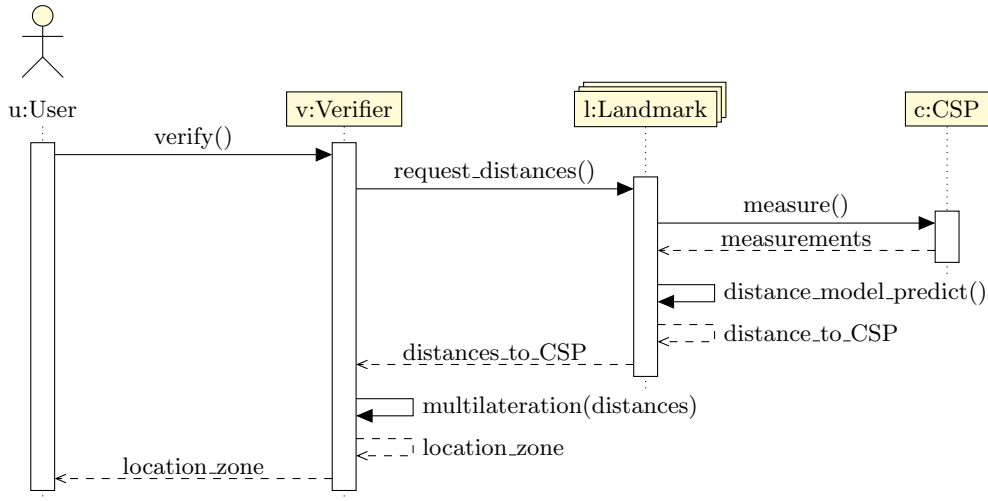 u:User
v:Verifier
l:Landmark
c:CSP
verify()
request_distances()
measure()
measurements
distance_model_predict()
distance_to_CSP
distances_to_CSP
multilateration(distances)
location_zone
location_zone